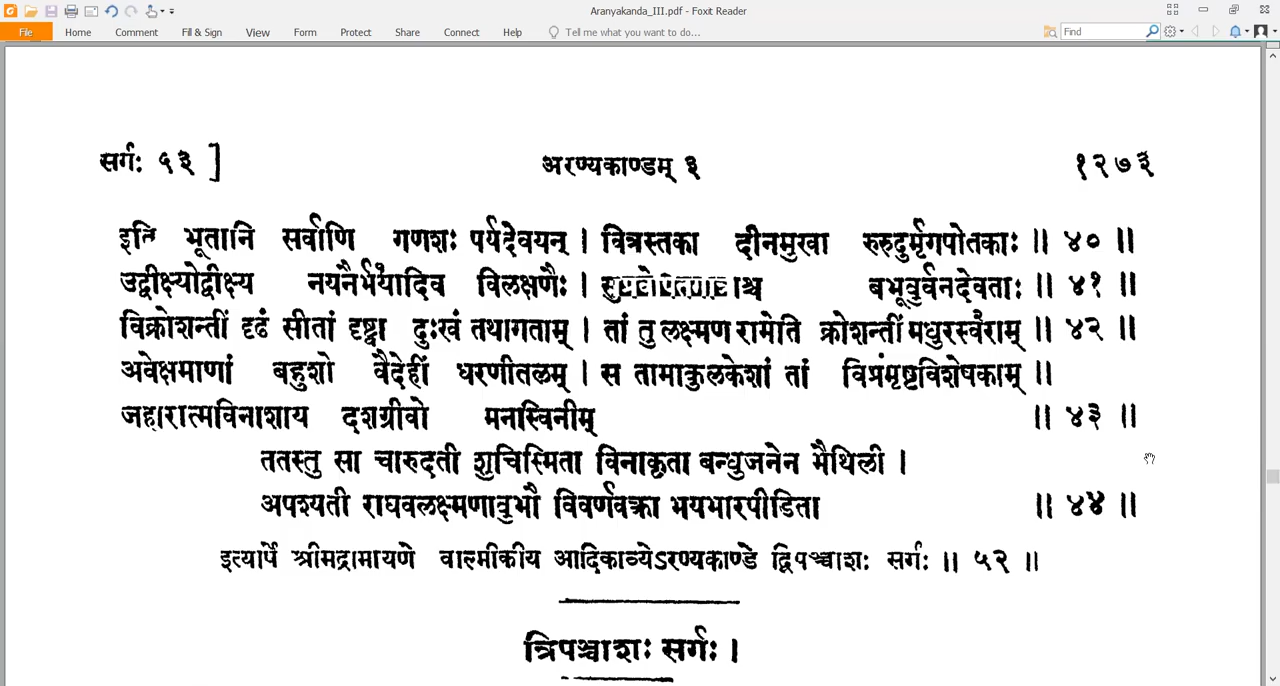 Aranyakanda_III.pdf - Foxit Reader
File Home Comment Fill & Sign View Form Protect Share Connect Help Tell me what you want to do... Find
सर्गः ५३ ] अरण्यकाण्डम् ३ १२७३
इति भूतानि सर्वाणि गणशः पर्यदेवयन् । वित्रस्तका दीनमुखा रुरुदुर्मृगपोतकाः ॥ ४० ॥
उद्वीक्ष्योद्वीक्ष्य नयनैर्भयादिव विलक्षणैः । सुप्रवेपितगात्राश्च बभूवुर्वनदेवताः ॥ ४१ ॥
विक्रोशन्तीं दृढं सीतां दृष्ट्वा दुःखं तथागताम् । तां तु लक्ष्मण रामेति क्रोशन्तीं मधुरस्वराम् ॥ ४२ ॥
अवेक्षमाणां बहुशो वैदेहीं धरणीतलम् । स तामाकुलकेशां तां विप्रमृष्टविशेषकाम् ॥
जहारात्मविनाशाय दशग्रीवो मनस्विनीम् ॥ ४३ ॥
ततस्तु सा चारुदती शुचिस्मिता विनाकृता बन्धुजनेन मैथिली ।
अपश्यती राघवलक्ष्मणावुभौ विवर्णवक्रा भयभारपीडिता ॥ ४४ ॥
इत्यार्षे श्रीमद्रामायणे वाल्मीकीय आदिकाव्येऽरण्यकाण्डे द्विपञ्चाशः सर्गः ॥ ५२ ॥
त्रिपञ्चाशः सर्गः ।